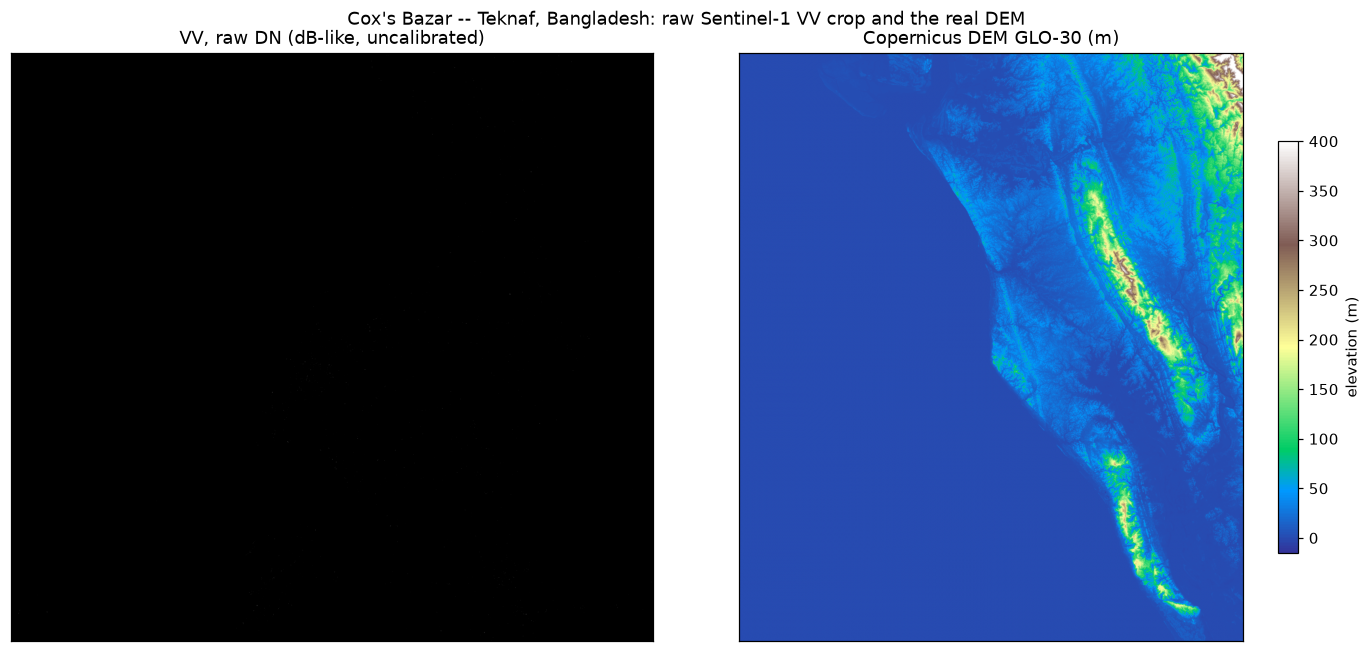 Cox's Bazar -- Teknaf, Bangladesh: raw Sentinel-1 VV crop and the real DEM
VV, raw DN (dB-like, uncalibrated)
Copernicus DEM GLO-30 (m)
400
350
300
250
200
150
100
50
0
elevation (m)